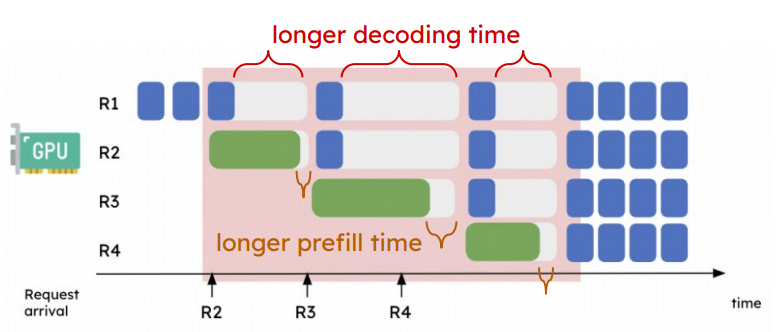 longer decoding time
R1
GPU
R2
R3
longer prefill time
R4
Request
arrival
R2
R3
R4
time